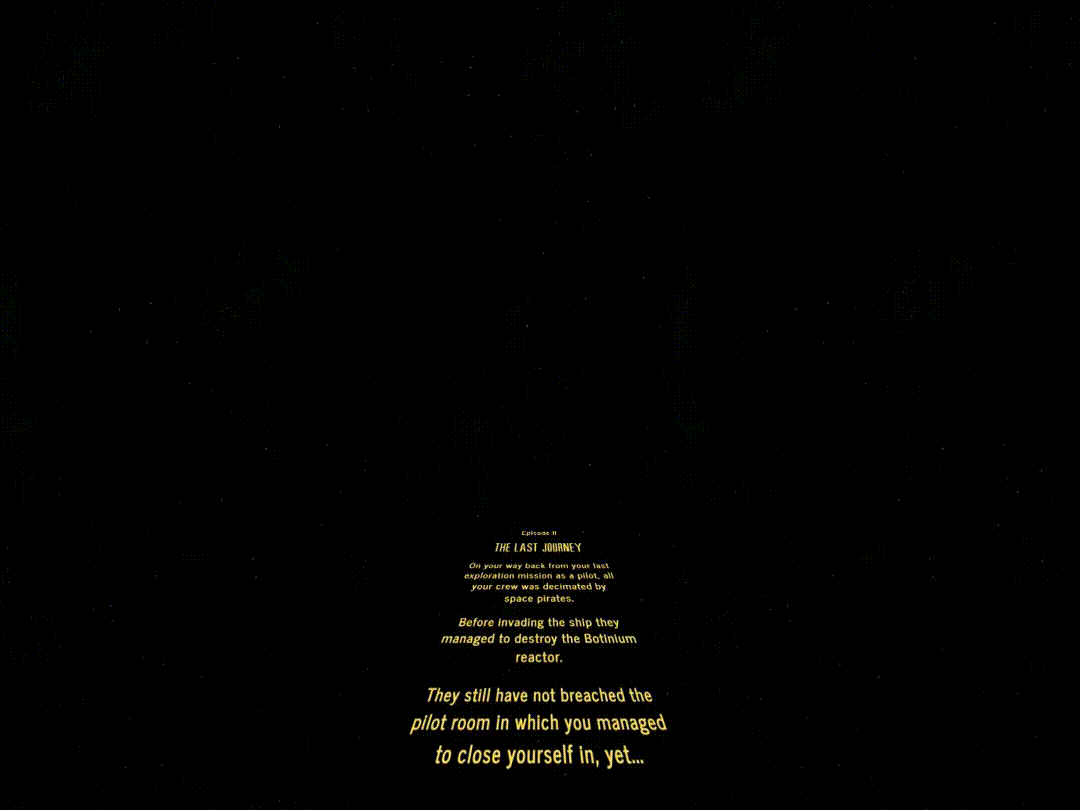 Episode II
THE LAST JOURNEY
On your way back from your last
exploration mission as a pilot, all
your crew was decimated by
space pirates.
Before invading the ship they
managed to destroy the Botinium
reactor.
They still have not breached the
pilot room in which you managed
to close yourself in, yet...